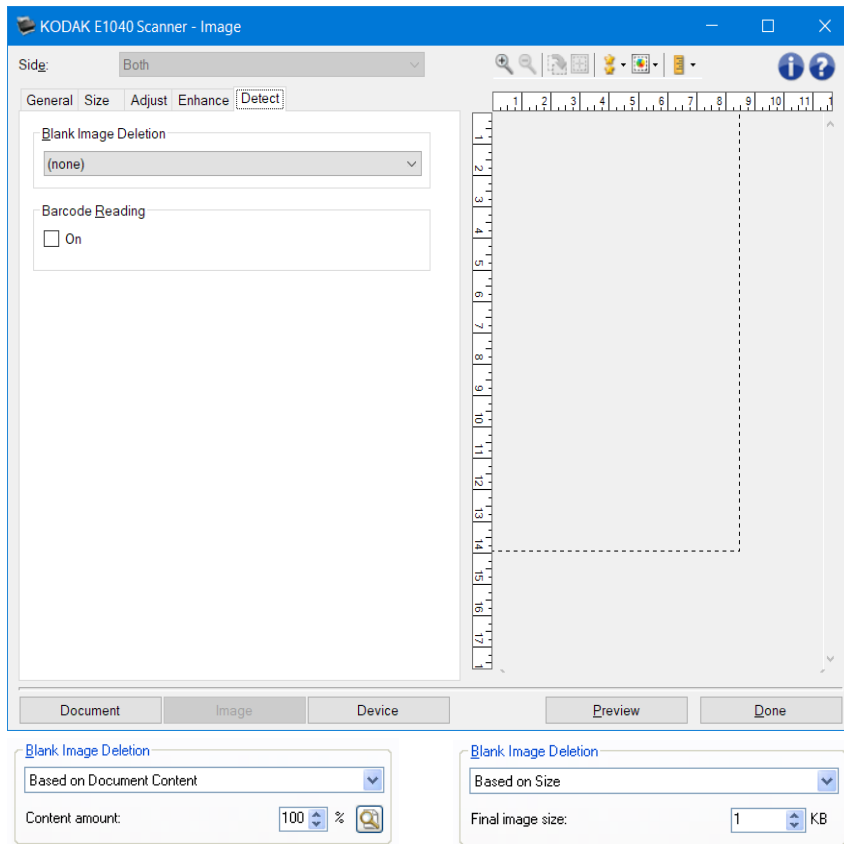 KODAK E1040 Scanner - Image
Side: Both
General Size Adjust Enhance Detect
1 2 3 4 5 6 7 8 9 10 11 1
Blank Image Deletion
(none)
Barcode Reading
On
1
2
3
4
5
6
7
8
9
10
11
12
13
14
15
16
17
1
Document Image Device Preview Done
Blank Image Deletion
Based on Document Content
Content amount: 100 %
Blank Image Deletion
Based on Size
Final image size: 1 KB